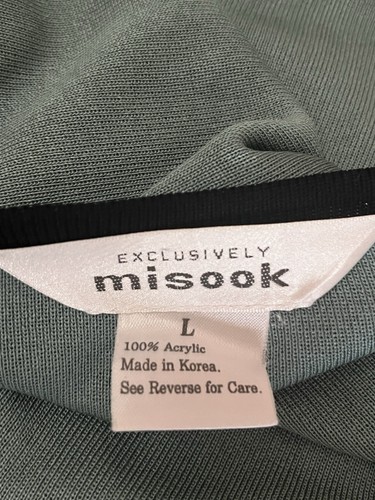 EXCLUSIVELY
misook
L
100% Acrylic
Made in Korea.
See Reverse for Care.